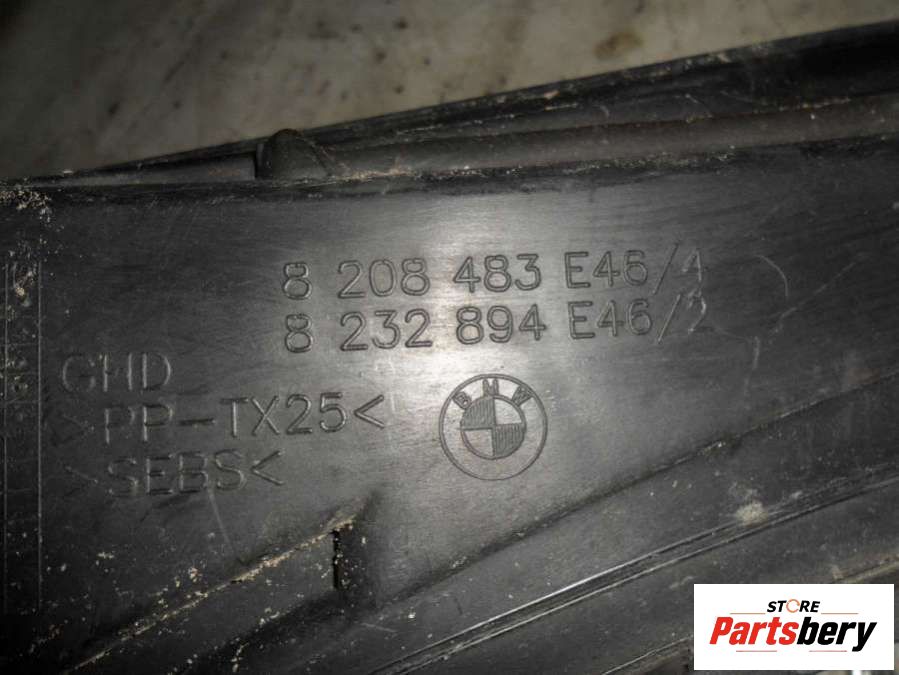 8 208 483 E46/4
8 232 894 E46/2
GHD
>PP-TX25<
>SEBS<
BMW
STORE
Partsbery